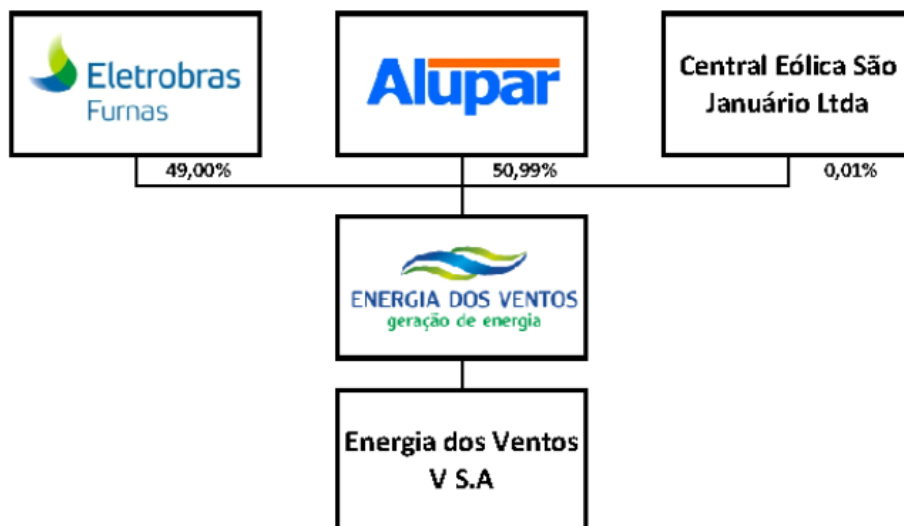 Eletrobras
Furnas
Alupar
Central Eólica São
Januário Ltda
49,00%
50,99%
0,01%
ENERGIA DOS VENTOS
geração de energia
Energia dos Ventos
V S.A